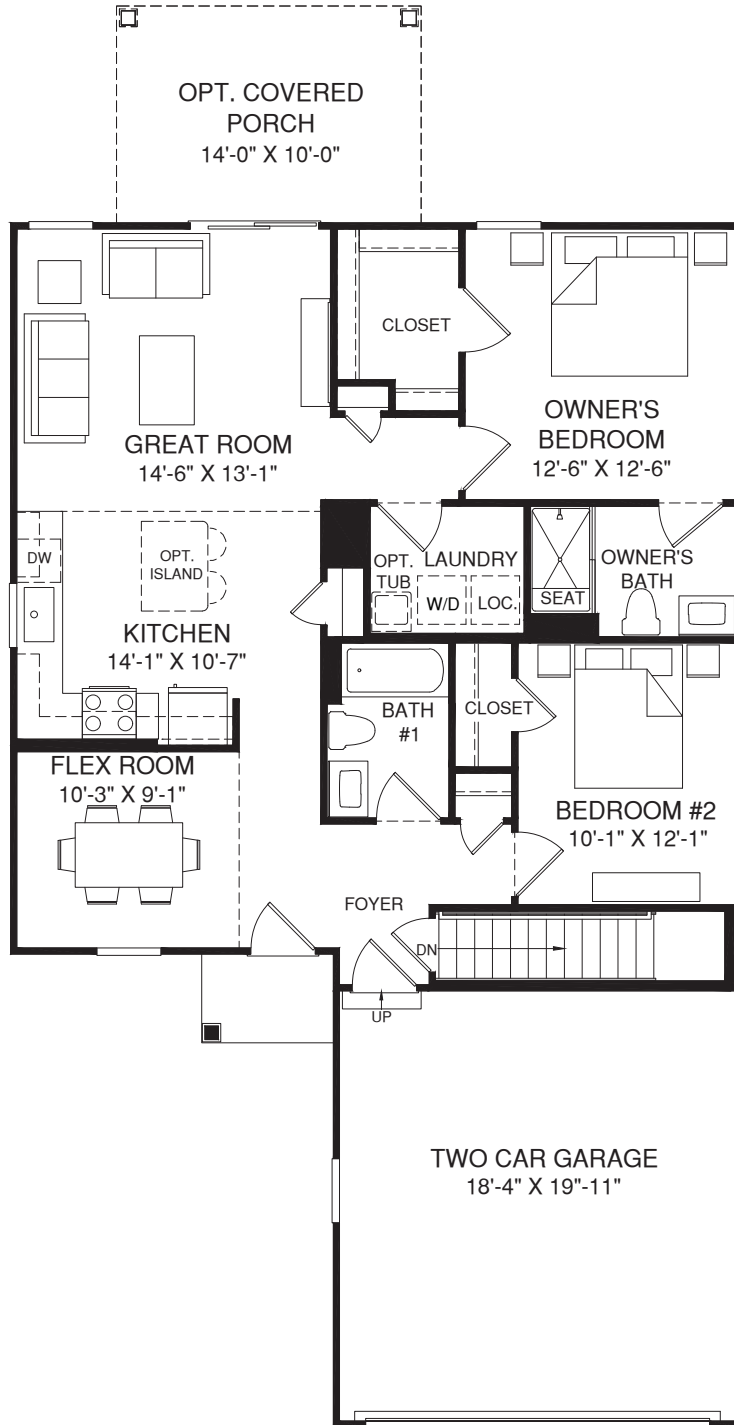 OPT. COVERED
PORCH
14'-0" X 10'-0"
CLOSET
OWNER'S
BEDROOM
12'-6" X 12'-6"
GREAT ROOM
14'-6" X 13'-1"
DW
OPT.
ISLAND
OPT.
TUB
LAUNDRY
W/D
LOC.
SEAT
OWNER'S
BATH
KITCHEN
14'-1" X 10'-7"
BATH
#1
CLOSET
FLEX ROOM
10'-3" X 9'-1"
BEDROOM #2
10'-1" X 12'-1"
FOYER
DN
UP
TWO CAR GARAGE
18'-4" X 19"-11"